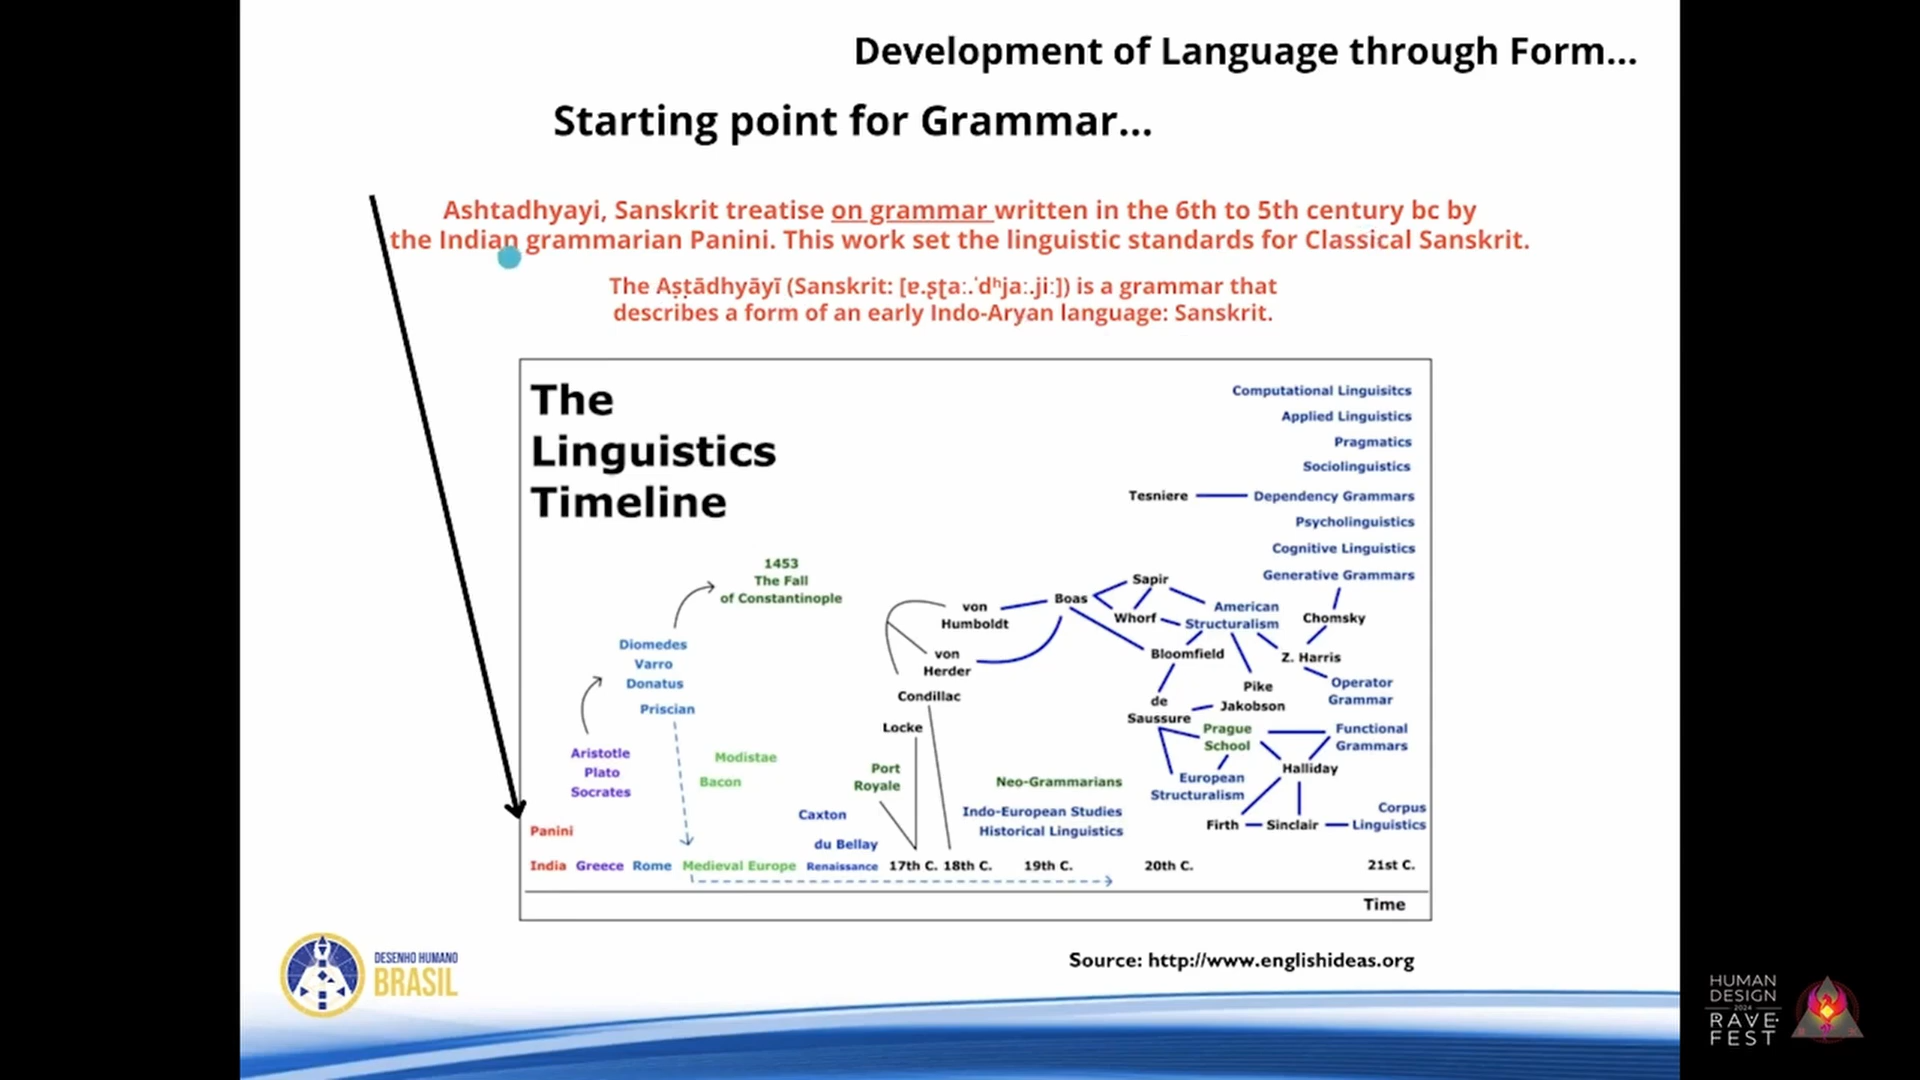 Development of Language through Form...
Starting point for Grammar...
Ashtadhyayi, Sanskrit treatise on grammar written in the 6th to 5th century bc by
the Indian grammarian Panini. This work set the linguistic standards for Classical Sanskrit.
The Aṣṭādhyāyī (Sanskrit: [ɐ.ʂʈaː.ˈdʰjaː.jiː]) is a grammar that
describes a form of an early Indo-Aryan language: Sanskrit.
The
Linguistics
Timeline
Computational Linguisitcs
Applied Linguistics
Pragmatics
Sociolinguistics
Tesniere
Dependency Grammars
Psycholinguistics
Cognitive Linguistics
Generative Grammars
1453
The Fall
of Constantinople
Diomedes
Varro
Donatus
Priscian
Aristotle
Plato
Socrates
Panini
Modistae
Bacon
Caxton
du Bellay
Port
Royale
Locke
Condillac
von
Herder
von
Humboldt
Boas
Sapir
Whorf
American
Structuralism
Chomsky
Bloomfield
Z. Harris
Pike
Operator
Grammar
de
Saussure
Jakobson
Prague
School
Functional
Grammars
European
Structuralism
Halliday
Firth
Sinclair
Corpus
Linguistics
Neo-Grammarians
Indo-European Studies
Historical Linguistics
India Greece Rome Medieval Europe Renaissance 17th C. 18th C. 19th C. 20th C. 21st C.
Time
Source: http://www.englishideas.org
DESENHO HUMANO
BRASIL
HUMAN
DESIGN
2024
RAVE
FEST